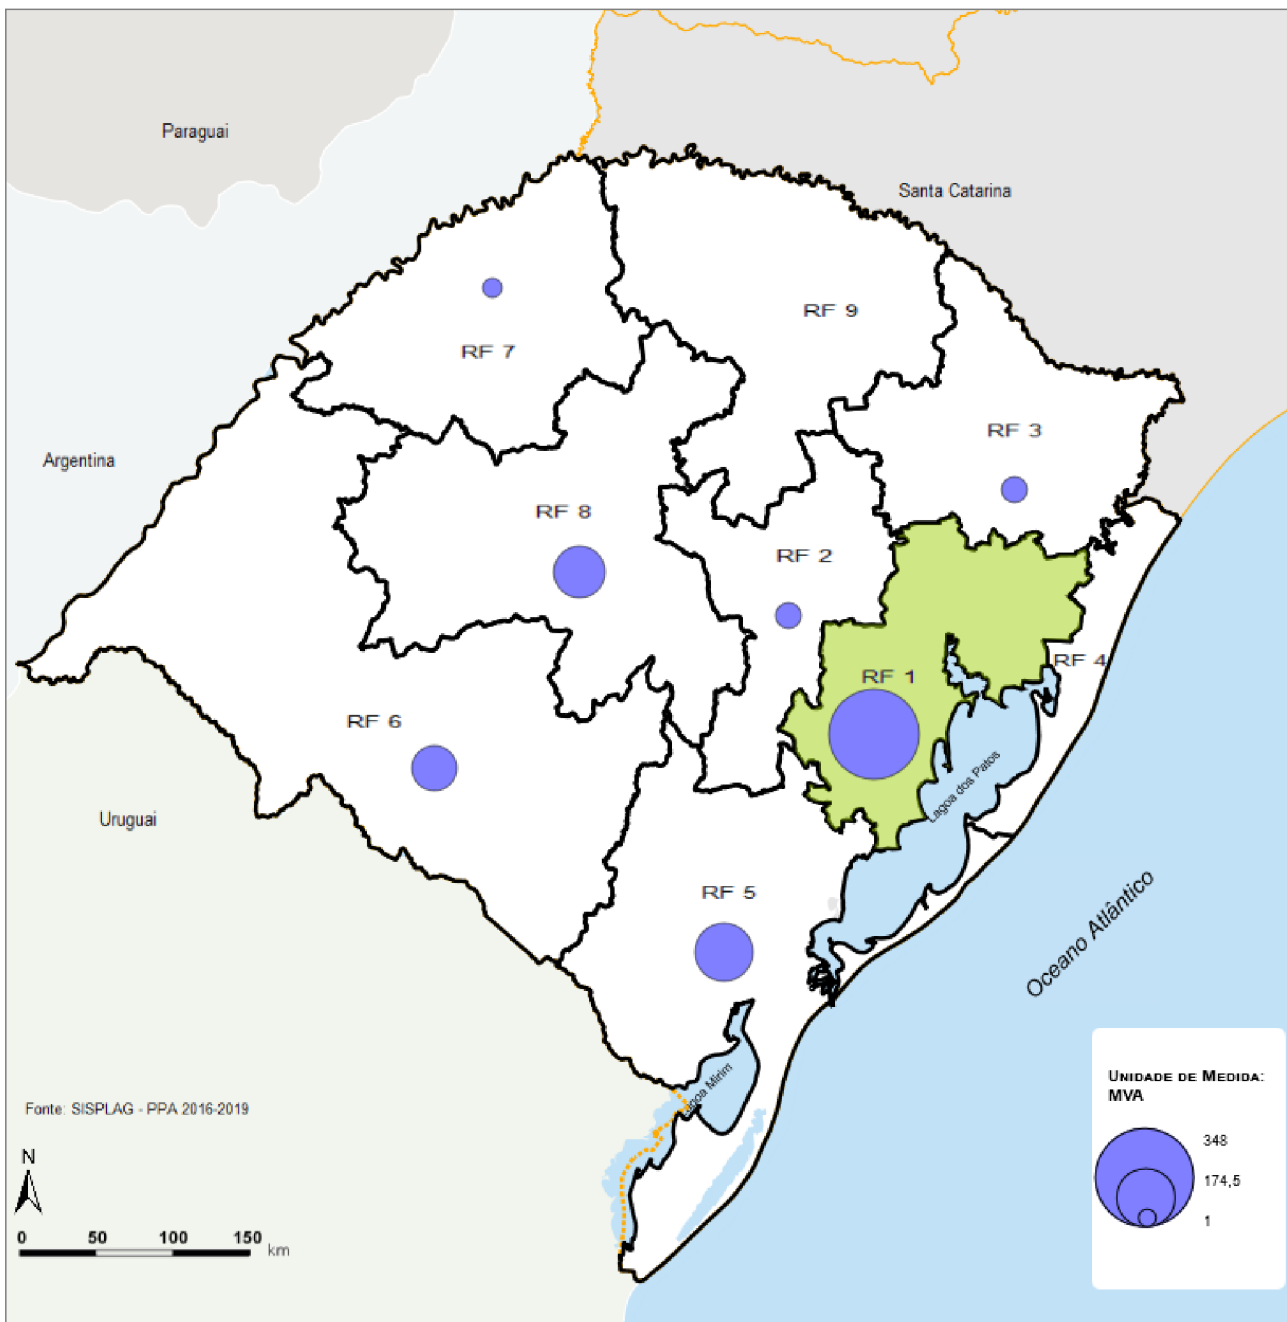 Paraguai
Santa Catarina
RF 9
RF 7
RF 3
Argentina
RF 8
RF 2
RF 4
RF 1
RF 6
Lagoa dos Patos
Uruguai
RF 5
Oceano Atlântico
Lagoa Mirim
UNIDADE DE MEDIDA:
MVA
348
174,5
1
Fonte: SISPLAG - PPA 2016-2019
N
0 50 100 150 km